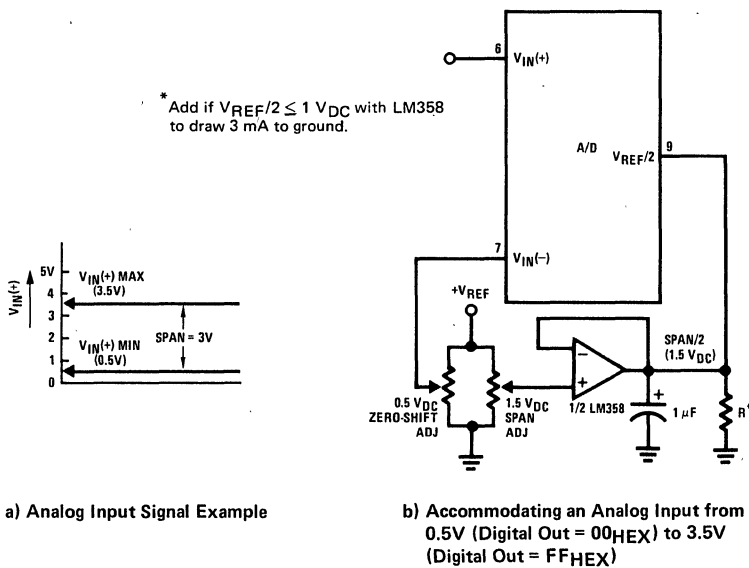 6
VIN(+)
*
Add if VREF/2 ≤ 1 VDC with LM358
to draw 3 mA to ground.
A/D
VREF/2
9
7
VIN(–)
VIN(+)
5V
4
3
2
1
0
VIN(+) MAX
(3.5V)
SPAN = 3V
VIN(+) MIN
(0.5V)
+VREF
0.5 VDC
ZERO-SHIFT
ADJ
1.5 VDC
SPAN
ADJ
–
+
1/2 LM358
SPAN/2
(1.5 VDC)
+
1 µF
R*
a) Analog Input Signal Example
b) Accommodating an Analog Input from
0.5V (Digital Out = 00HEX) to 3.5V
(Digital Out = FFHEX)